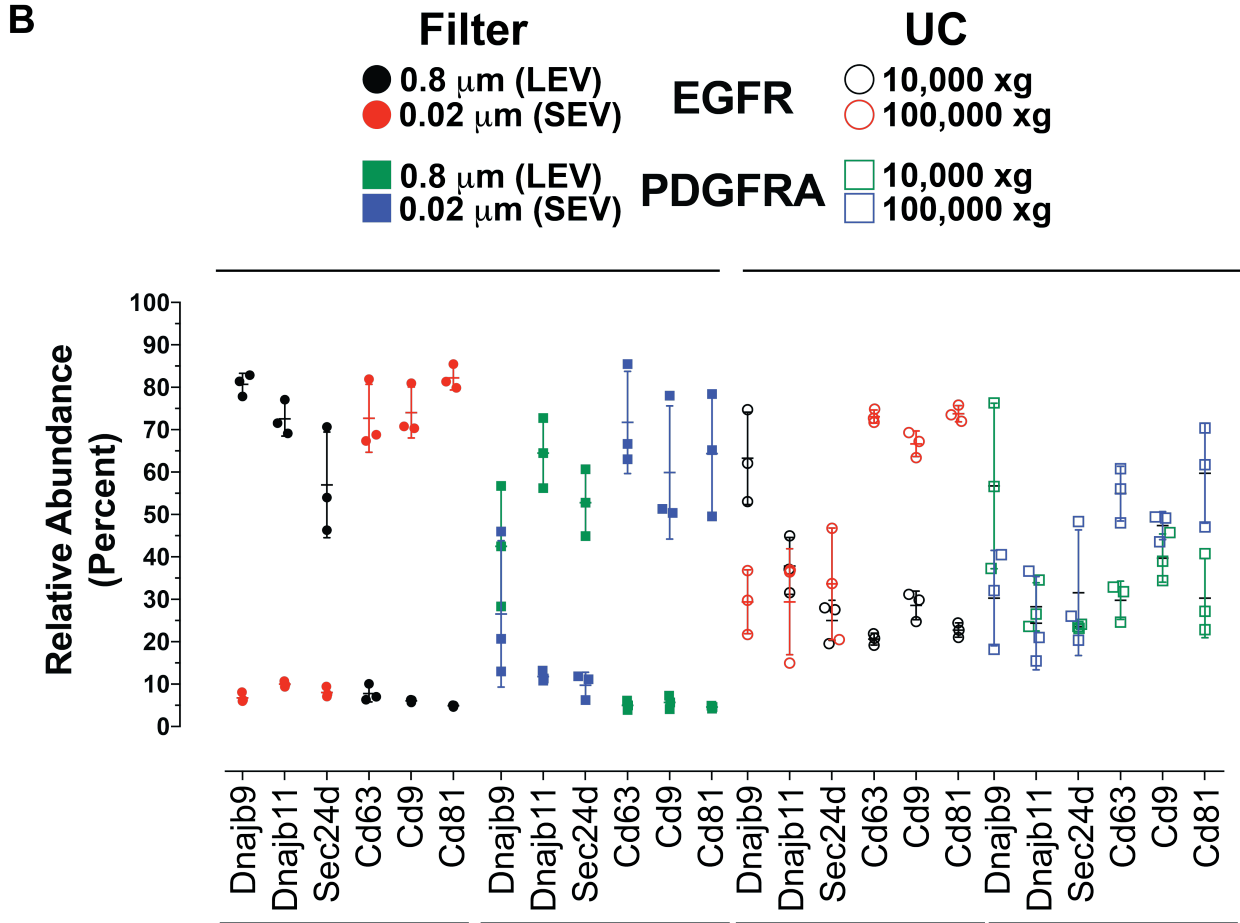 B
Filter
UC
0.8 μm (LEV)
0.02 μm (SEV)
EGFR
10,000 xg
100,000 xg
0.8 μm (LEV)
0.02 μm (SEV)
PDGFRA
10,000 xg
100,000 xg
Relative Abundance
(Percent)
100
90
80
70
60
50
40
30
20
10
0
Dnajb9
Dnajb11
Sec24d
Cd63
Cd9
Cd81
Dnajb9
Dnajb11
Sec24d
Cd63
Cd9
Cd81
Dnajb9
Dnajb11
Sec24d
Cd63
Cd9
Cd81
Dnajb9
Dnajb11
Sec24d
Cd63
Cd9
Cd81